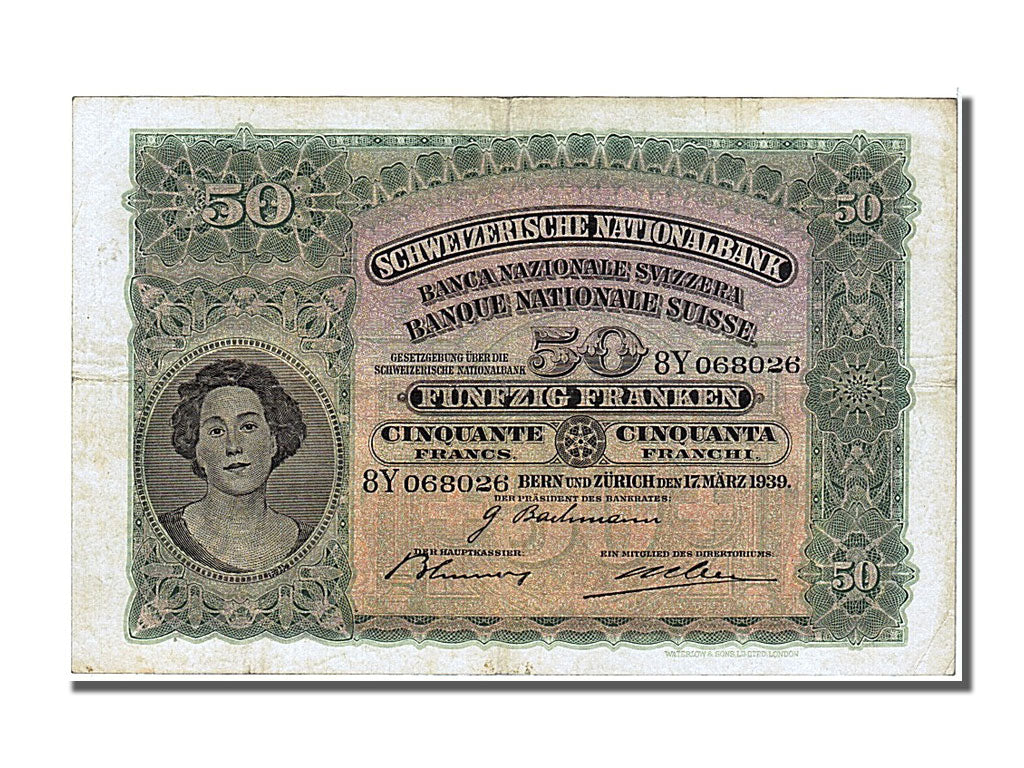 50
50
SCHWEIZERISCHE NATIONALBANK
BANCA NAZIONALE SVIZZERA
BANQUE NATIONALE SUISSE.
GESETZGEBUNG ÜBER DIE
SCHWEIZERISCHE NATIONALBANK
50
8Y 068026
FÜNFZIG FRANKEN
CINQUANTE
FRANCS.
CINQUANTA
FRANCHI.
8Y 068026 BERN UND ZÜRICH DEN 17. MÄRZ 1939.
DER PRÄSIDENT DES BANKRATES:
G Bachmann
DER HAUPTKASSIER:
EIN MITGLIED DES DIREKTORIUMS:
50
WATERLOW & SONS LIMITED, LONDON